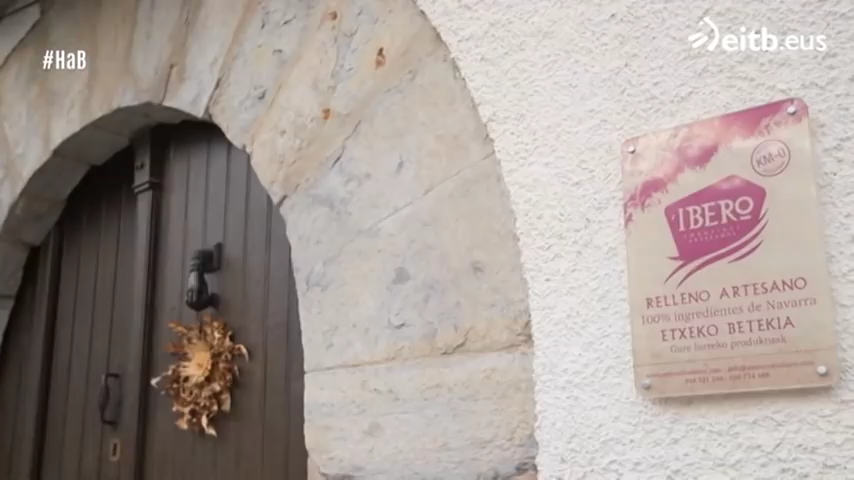 #HaB
eitb.eus
KM-0
IBERO
RELLENO ARTESANO
100% ingredientes de Navarra
ETXEKO BETEKIA
Gure lurreko produktuak